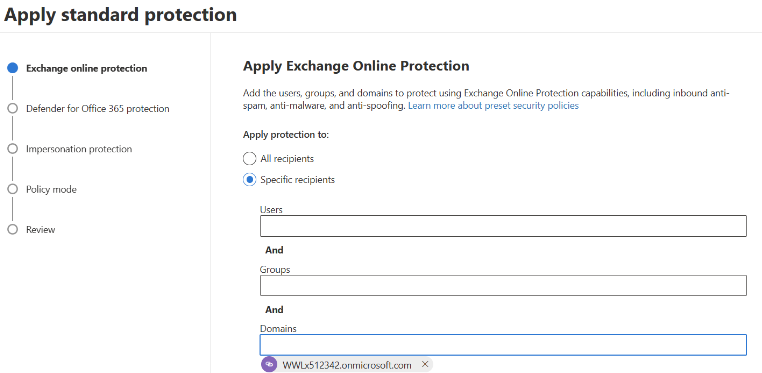 Apply standard protection
Exchange online protection
Defender for Office 365 protection
Impersonation protection
Policy mode
Review
Apply Exchange Online Protection
Add the users, groups, and domains to protect using Exchange Online Protection capabilities, including inbound anti-
spam, anti-malware, and anti-spoofing. Learn more about preset security policies
Apply protection to:
All recipients
Specific recipients
Users
And
Groups
And
Domains
WWLx512342.onmicrosoft.com